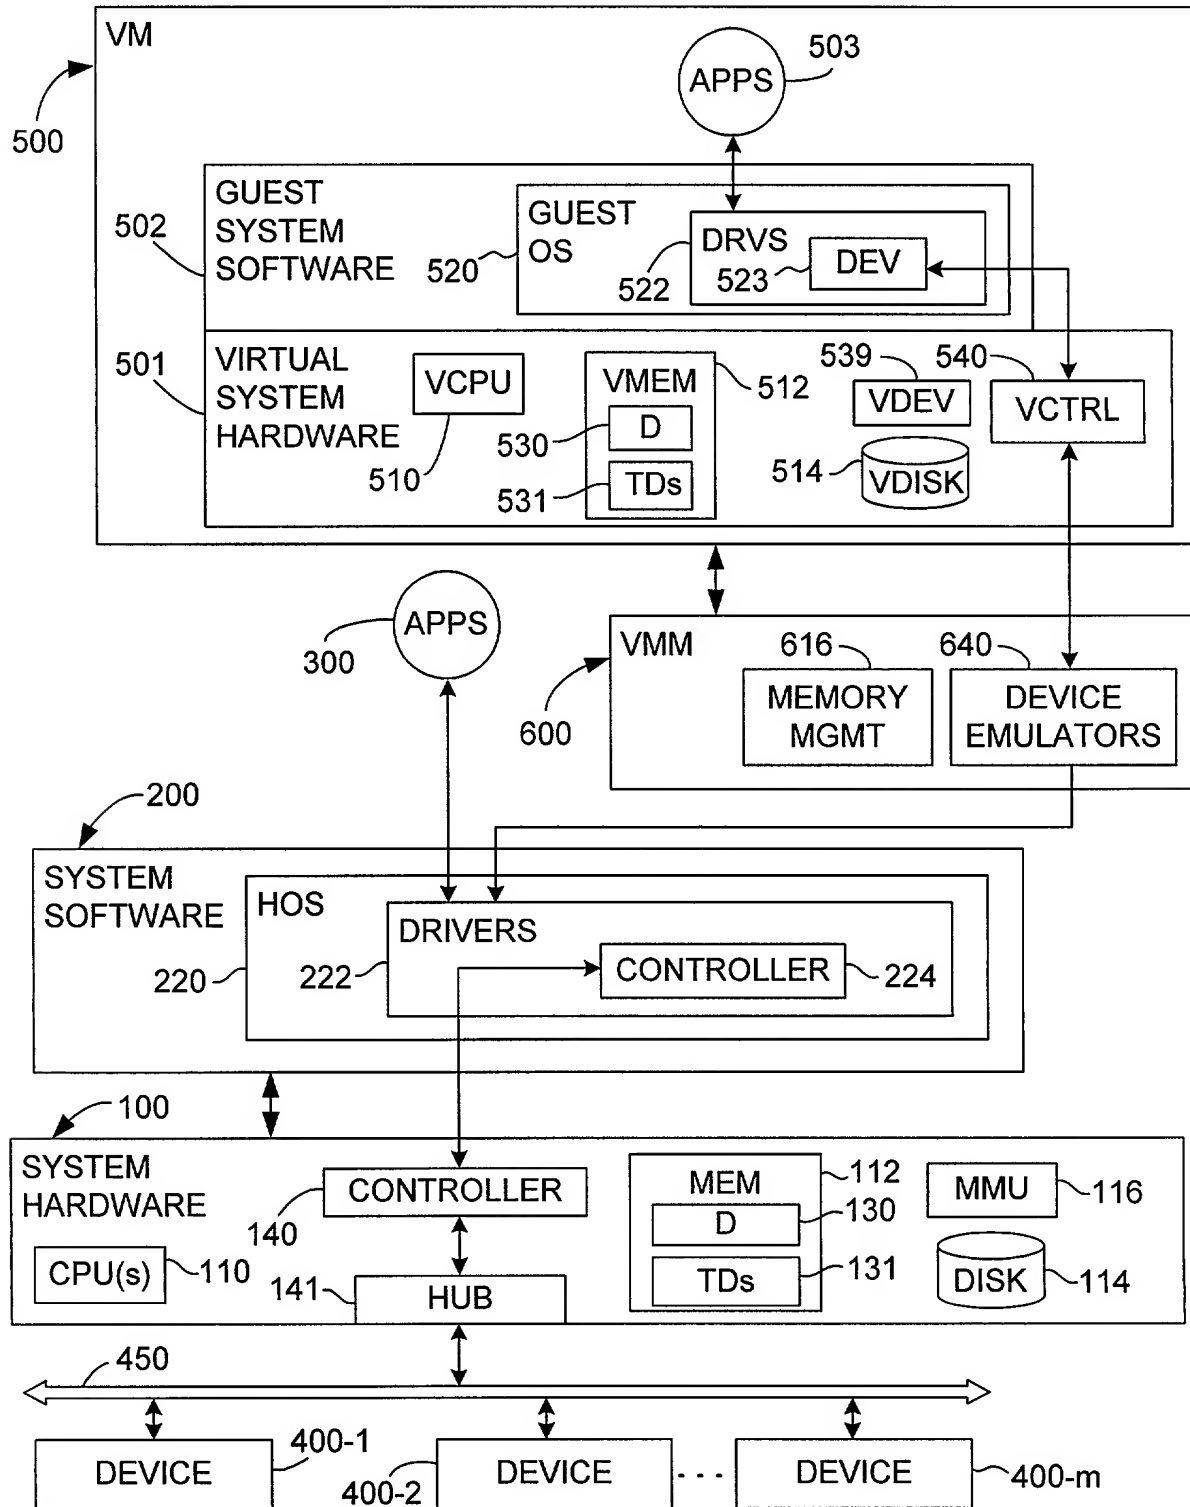 VM
503
APPS
500
GUEST
SYSTEM
SOFTWARE
502
GUEST
OS
520
DRVS
522
523
DEV
501
VIRTUAL
SYSTEM
HARDWARE
VCPU
510
VMEM
512
530
D
531
TDs
539
VDEV
514
VDISK
540
VCTRL
APPS
300
VMM
600
616
MEMORY
MGMT
640
DEVICE
EMULATORS
200
SYSTEM
SOFTWARE
HOS
220
DRIVERS
222
CONTROLLER
224
100
SYSTEM
HARDWARE
CONTROLLER
140
CPU(s)
110
141
HUB
MEM
112
D
130
TDs
131
MMU
116
DISK
114
450
DEVICE
400-1
400-2
DEVICE
. . .
DEVICE
400-m